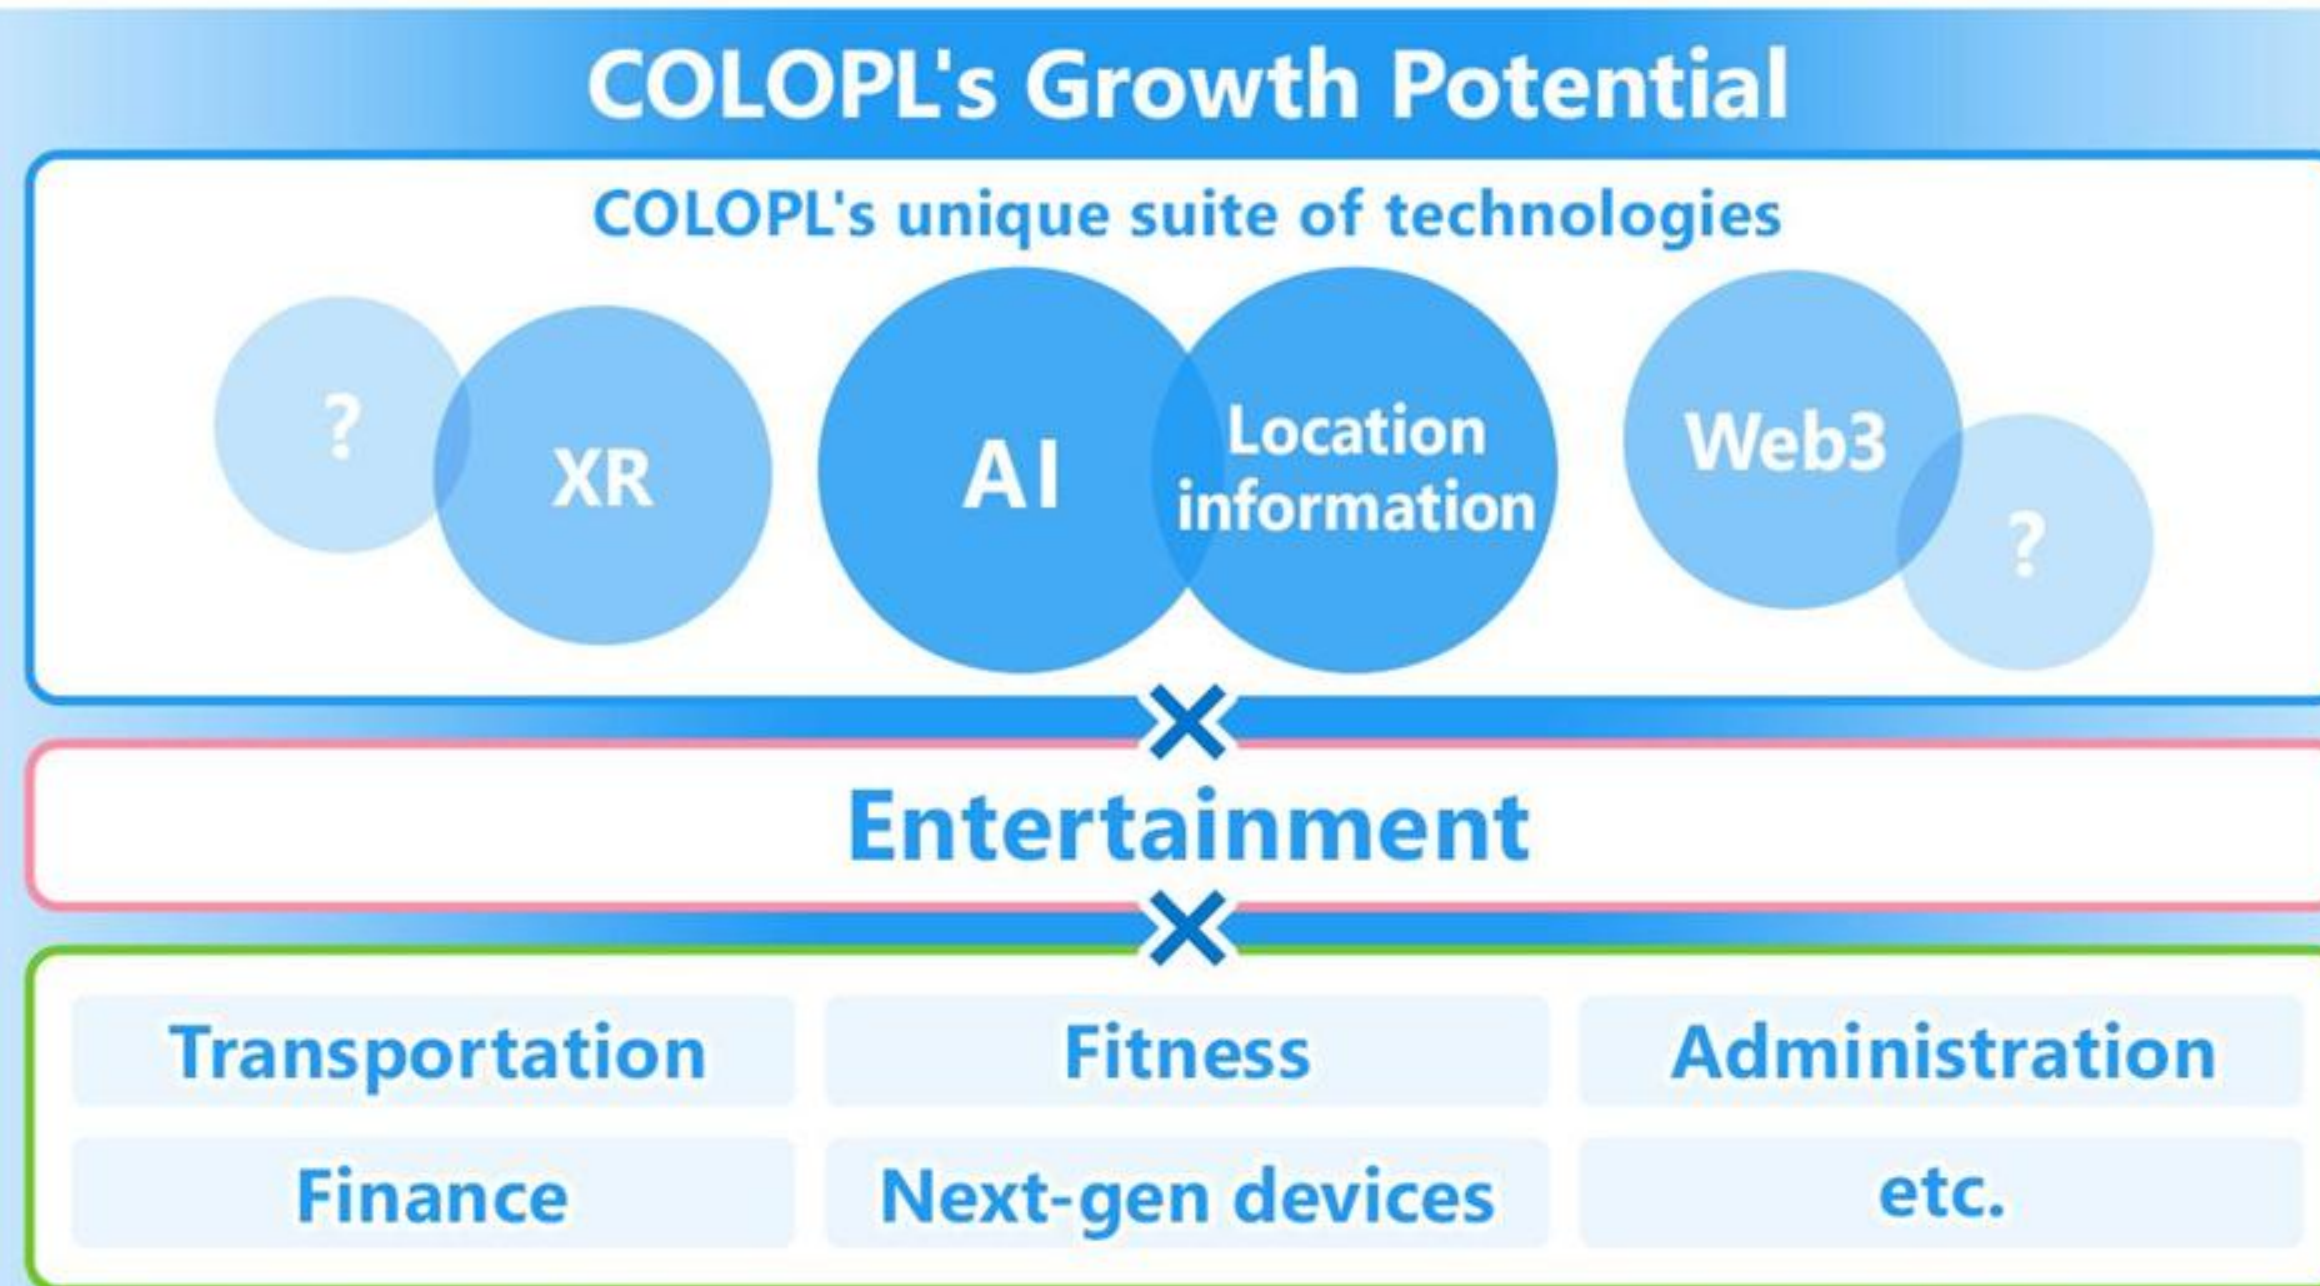 COLOPL's Growth Potential
COLOPL's unique suite of technologies
?
XR
AI
Location
information
Web3
?
×
Entertainment
×
Transportation
Fitness
Administration
Finance
Next-gen devices
etc.